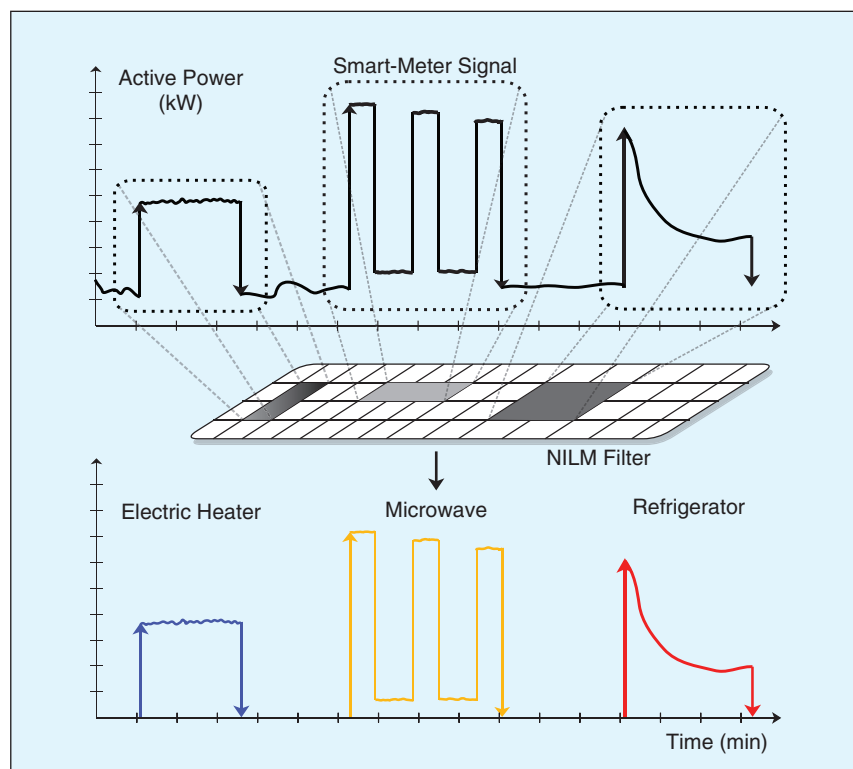 Smart-Meter Signal
Active Power
(kW)
NILM Filter
Electric Heater
Microwave
Refrigerator
Time (min)